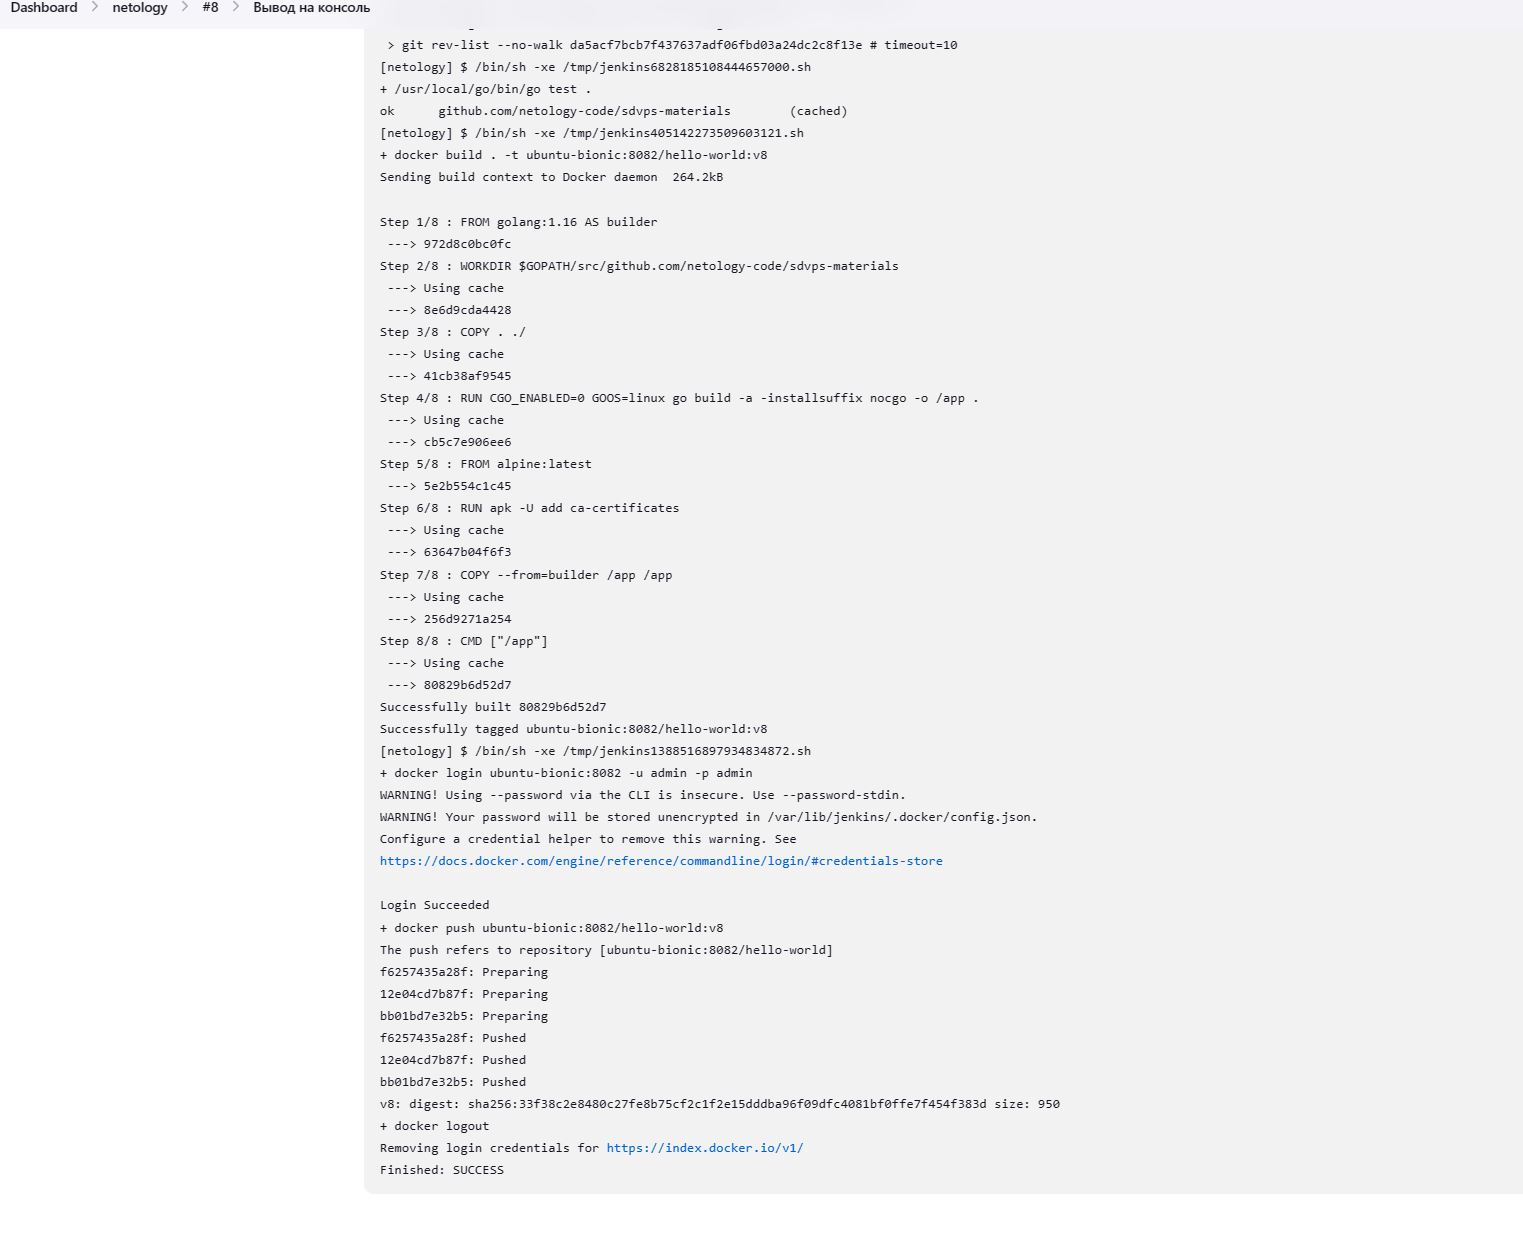 Dashboard > netology > #8 > Вывод на консоль
> git rev-list --no-walk da5acf7bcb7f437637adf06fbd03a24dc2c8f13e # timeout=10
[netology] $ /bin/sh -xe /tmp/jenkins6828185108444657000.sh
+ /usr/local/go/bin/go test .
ok github.com/netology-code/sdvps-materials (cached)
[netology] $ /bin/sh -xe /tmp/jenkins405142273509603121.sh
+ docker build . -t ubuntu-bionic:8082/hello-world:v8
Sending build context to Docker daemon 264.2kB
Step 1/8 : FROM golang:1.16 AS builder
---> 972d8c0bc0fc
Step 2/8 : WORKDIR $GOPATH/src/github.com/netology-code/sdvps-materials
---> Using cache
---> 8e6d9cda4428
Step 3/8 : COPY . ./
---> Using cache
---> 41cb38af9545
Step 4/8 : RUN CGO_ENABLED=0 GOOS=linux go build -a -installsuffix nocgo -o /app .
---> Using cache
---> cb5c7e906ee6
Step 5/8 : FROM alpine:latest
---> 5e2b554c1c45
Step 6/8 : RUN apk -U add ca-certificates
---> Using cache
---> 63647b04f6f3
Step 7/8 : COPY --from=builder /app /app
---> Using cache
---> 256d9271a254
Step 8/8 : CMD ["/app"]
---> Using cache
---> 80829b6d52d7
Successfully built 80829b6d52d7
Successfully tagged ubuntu-bionic:8082/hello-world:v8
[netology] $ /bin/sh -xe /tmp/jenkins1388516897934834872.sh
+ docker login ubuntu-bionic:8082 -u admin -p admin
WARNING! Using --password via the CLI is insecure. Use --password-stdin.
WARNING! Your password will be stored unencrypted in /var/lib/jenkins/.docker/config.json.
Configure a credential helper to remove this warning. See
https://docs.docker.com/engine/reference/commandline/login/#credentials-store
Login Succeeded
+ docker push ubuntu-bionic:8082/hello-world:v8
The push refers to repository [ubuntu-bionic:8082/hello-world]
f6257435a28f: Preparing
12e04cd7b87f: Preparing
bb01bd7e32b5: Preparing
f6257435a28f: Pushed
12e04cd7b87f: Pushed
bb01bd7e32b5: Pushed
v8: digest: sha256:33f38c2e8480c27fe8b75cf2c1f2e15dddba96f09dfc4081bf0ffe7f454f383d size: 950
+ docker logout
Removing login credentials for https://index.docker.io/v1/
Finished: SUCCESS